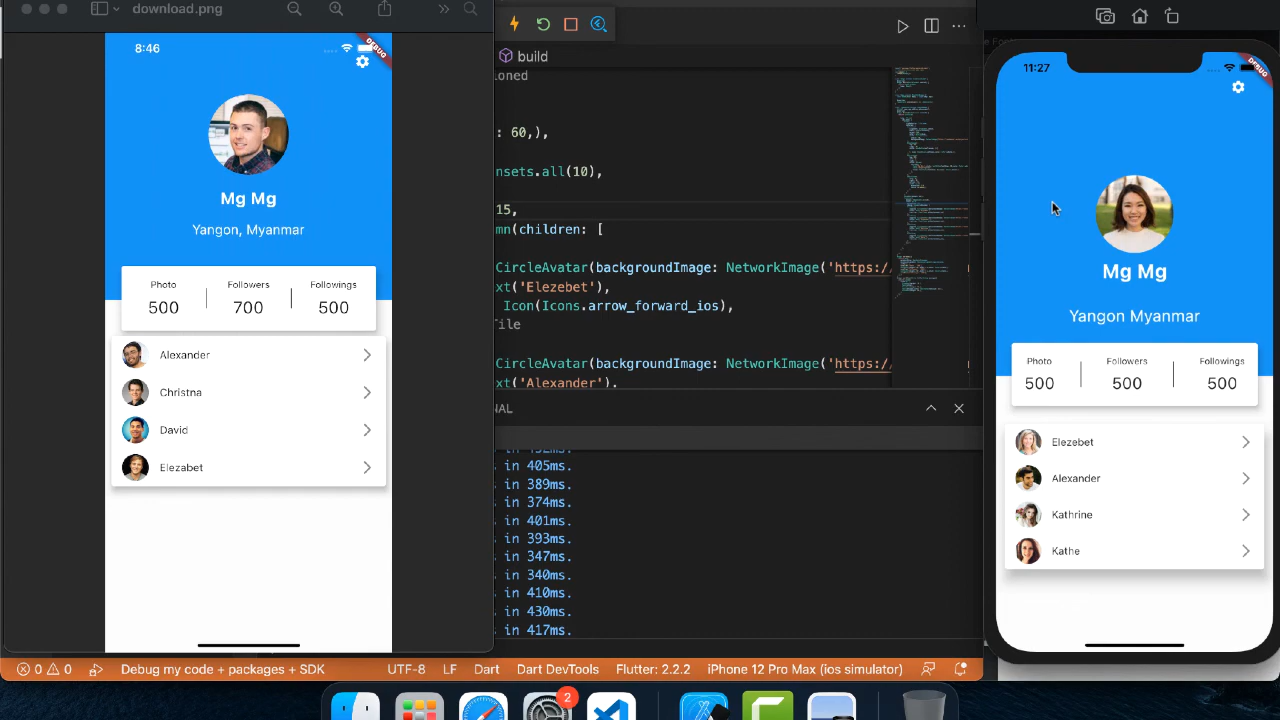 download.png
8:46
DEBUG
Mg Mg
Yangon, Myanmar
Photo Followers Followings
500 700 500
Alexander
Christna
David
Elezabet
build
loned
: 60,),
nsets.all(10),
15,
mn(children: [
CircleAvatar(backgroundImage: NetworkImage('https:/
xt('Elezebet'),
Icon(Icons.arrow_forward_ios),
Tile
CircleAvatar(backgroundImage: NetworkImage('https:/
xt('Alexander'),
NAL
in 405ms.
in 389ms.
in 374ms.
in 401ms.
in 393ms.
in 347ms.
in 340ms.
in 410ms.
in 430ms.
in 417ms.
0 0 Debug my code + packages + SDK UTF-8 LF Dart Dart DevTools Flutter: 2.2.2 iPhone 12 Pro Max (ios simulator)
2
11:27
DEBUG
Mg Mg
Yangon Myanmar
Photo Followers Followings
500 500 500
Elezebet
Alexander
Kathrine
Kathe